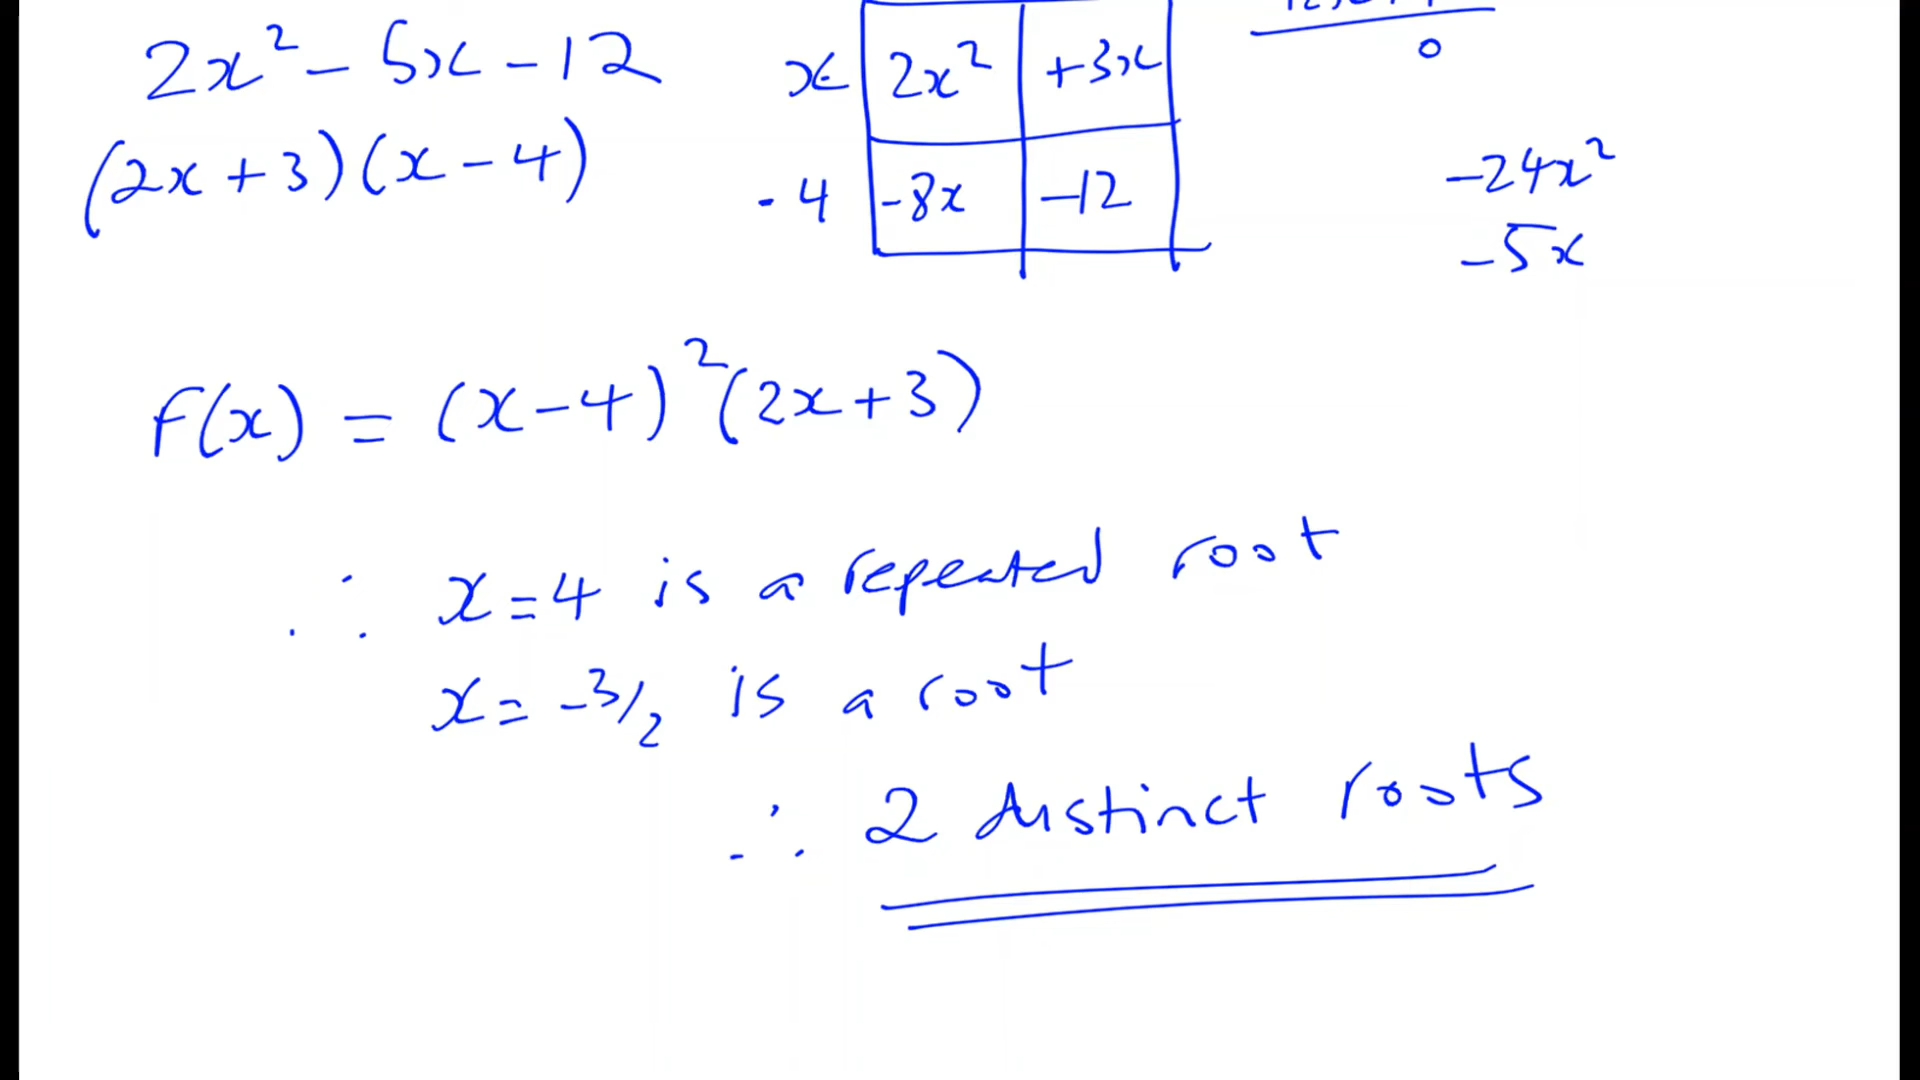 2x² - 5x - 12
(2x + 3)(x - 4)
x 2x² +3x
-4 -8x -12
0
-24x²
-5x
f(x) = (x-4)²(2x+3)
∴ x=4 is a repeated root
x= -3/2 is a root
∴ 2 distinct roots